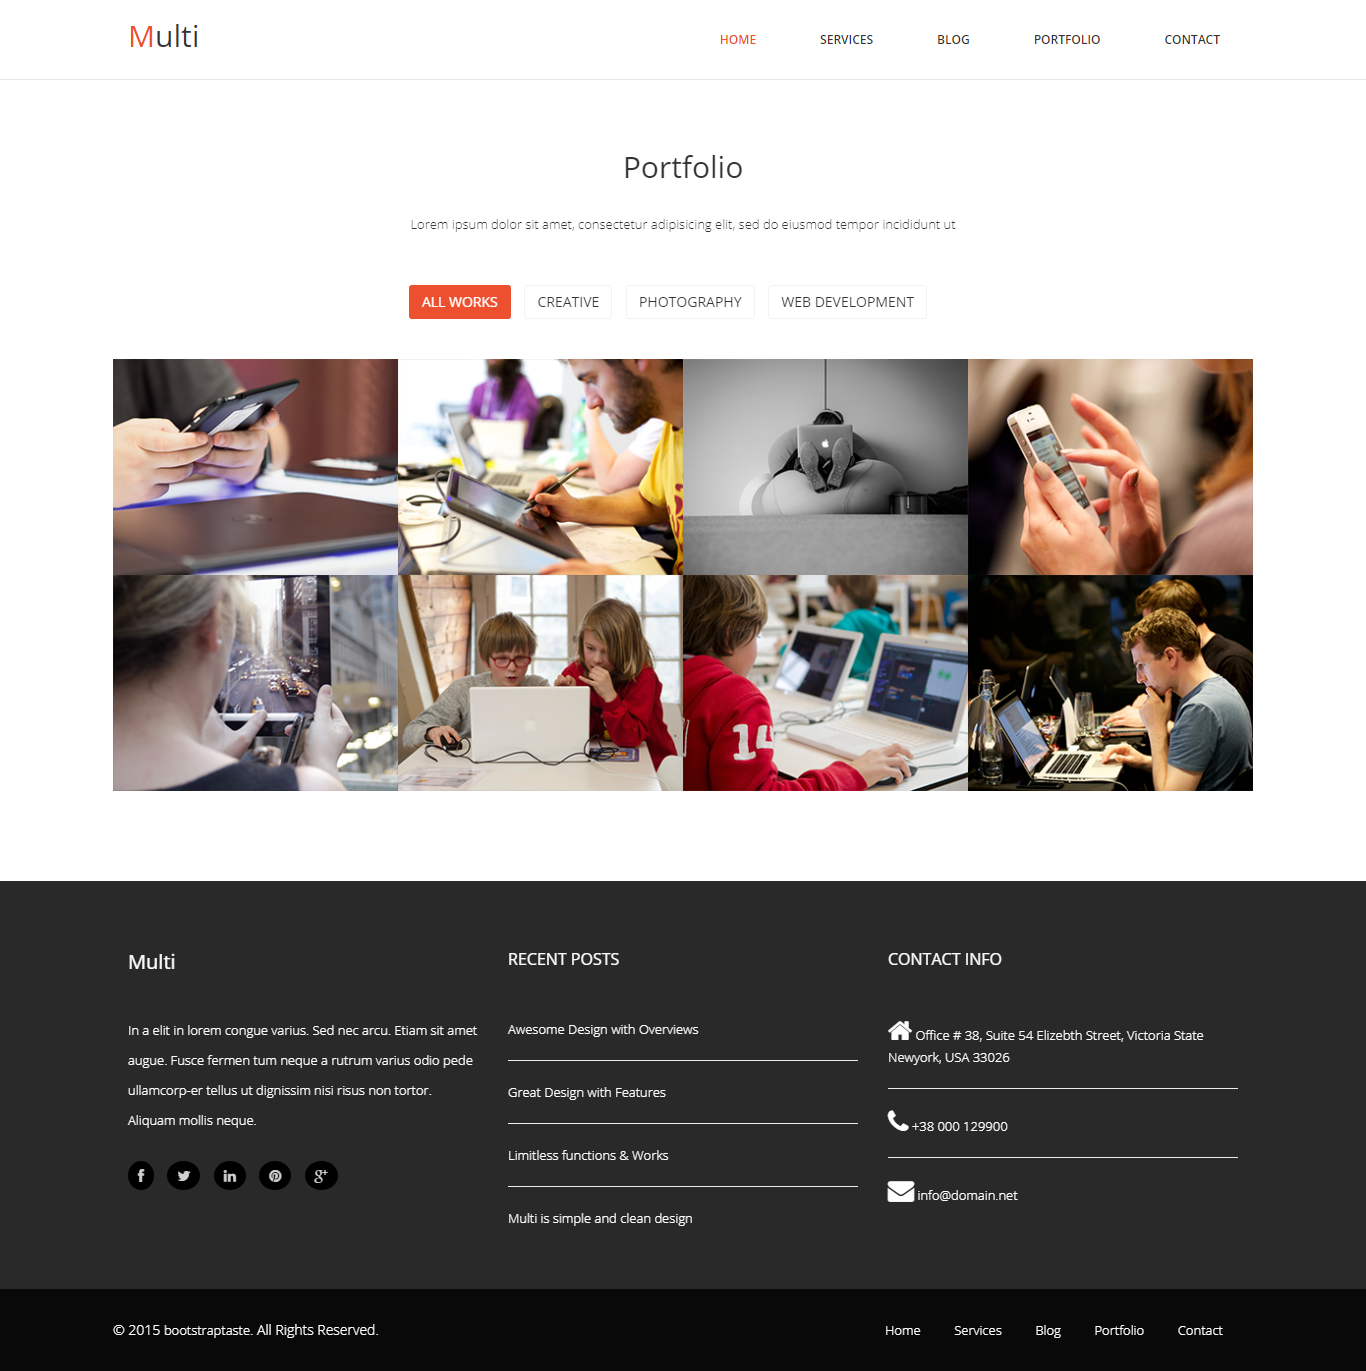 Multi
HOME SERVICES BLOG PORTFOLIO CONTACT
Portfolio
Lorem ipsum dolor sit amet, consectetur adipisicing elit, sed do eiusmod tempor incididunt ut
ALL WORKS CREATIVE PHOTOGRAPHY WEB DEVELOPMENT
14
Multi
In a elit in lorem congue varius. Sed nec arcu. Etiam sit amet
augue. Fusce fermen tum neque a rutrum varius odio pede
ullamcorp-er tellus ut dignissim nisi risus non tortor.
Aliquam mollis neque.
RECENT POSTS
Awesome Design with Overviews
Great Design with Features
Limitless functions & Works
Multi is simple and clean design
CONTACT INFO
Office # 38, Suite 54 Elizebth Street, Victoria State
Newyork, USA 33026
+38 000 129900
info@domain.net
© 2015 bootstraptaste. All Rights Reserved.
Home Services Blog Portfolio Contact